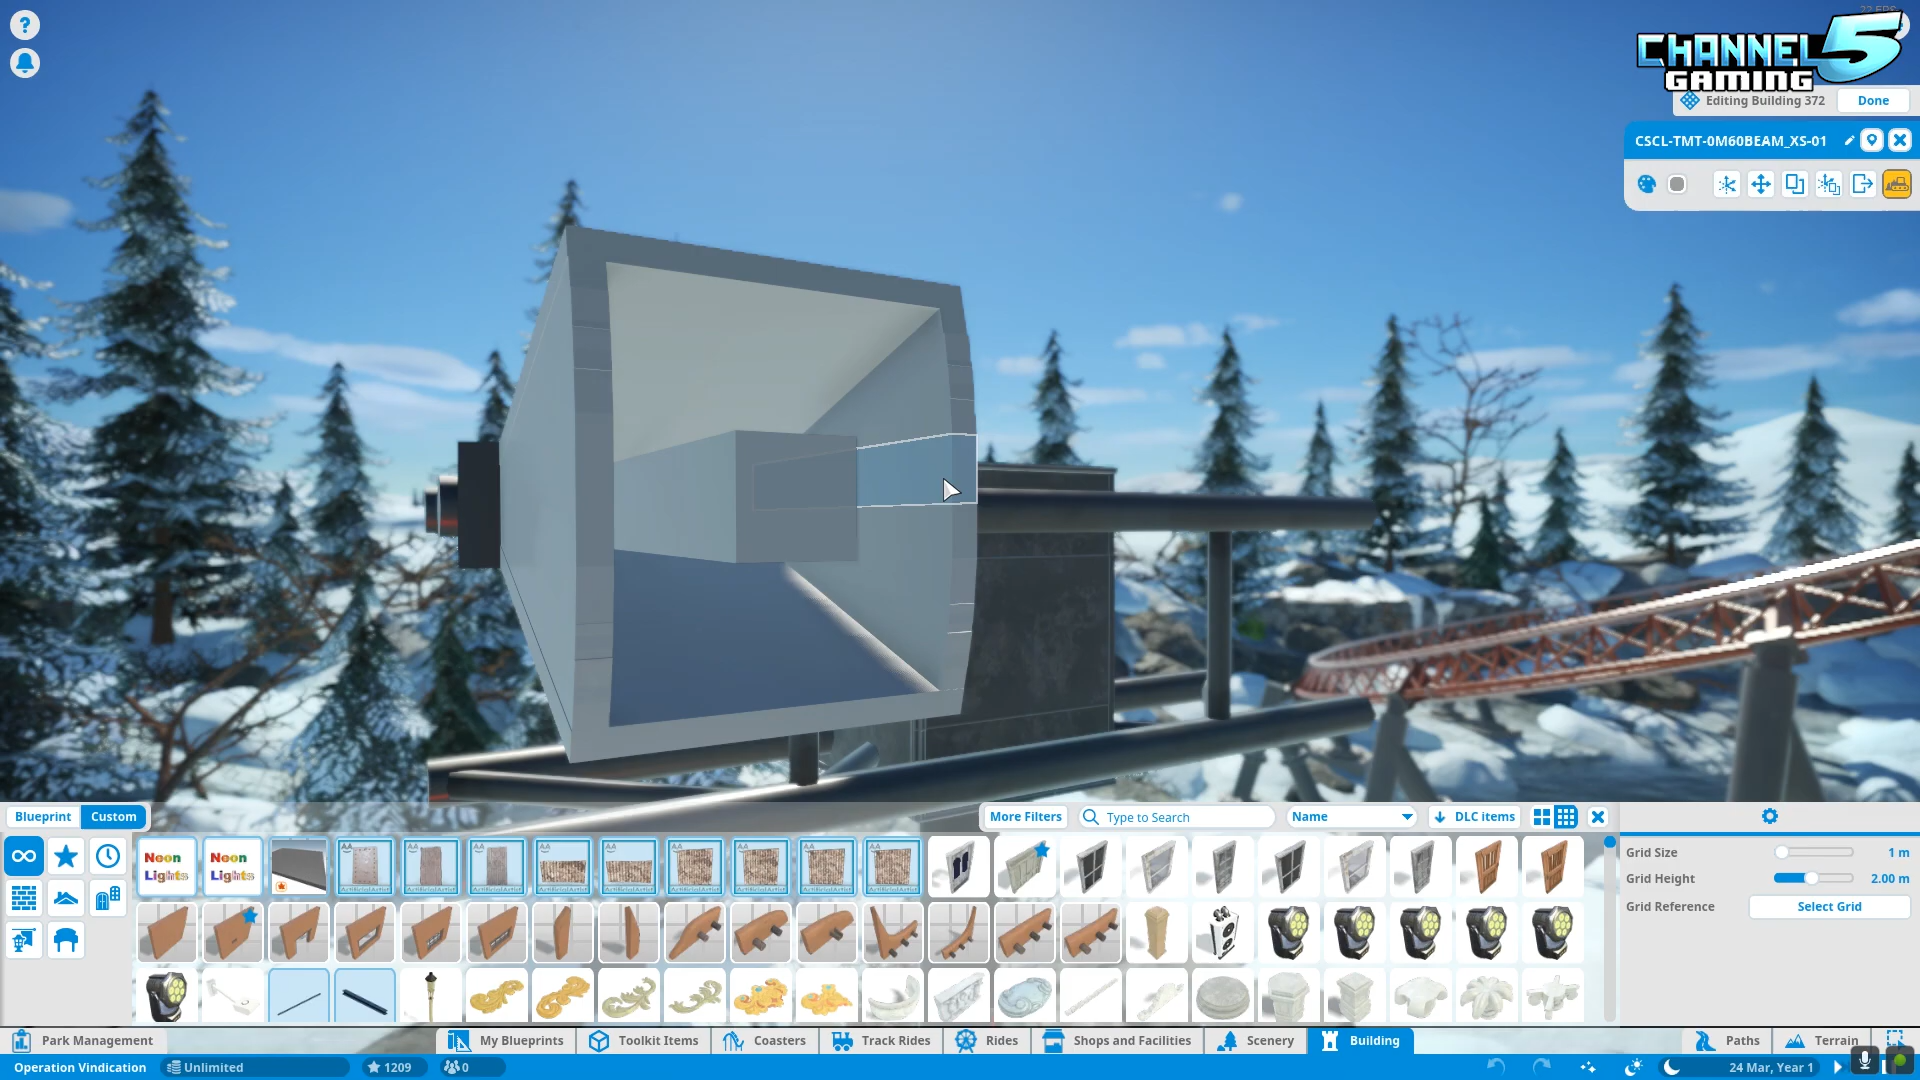 CHANNEL 5
GAMING
Editing Building 372
Done
CSCL-TMT-0M60BEAM_XS-01
Blueprint
Custom
More Filters
Type to Search
Name
DLC items
Neon Lights
Neon Lights
Grid Size
1 m
Grid Height
2.00 m
Grid Reference
Select Grid
Park Management
My Blueprints
Toolkit Items
Coasters
Track Rides
Rides
Shops and Facilities
Scenery
Building
Paths
Terrain
Operation Vindication
Unlimited
1209
0
24 Mar, Year 1